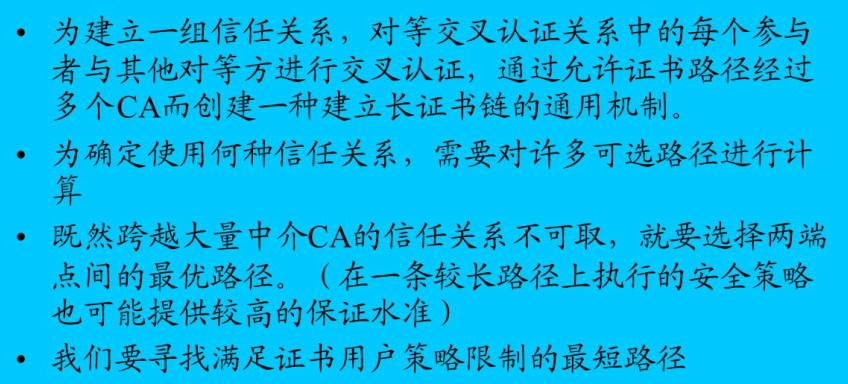 • 为建立一组信任关系，对等交叉认证关系中的每个参与
者与其他对等方进行交叉认证，通过允许证书路径经过
多个CA而创建一种建立长证书链的通用机制。
• 为确定使用何种信任关系，需要对许多可选路径进行计
算
• 既然跨越大量中介CA的信任关系不可取，就要选择两端
点间的最优路径。（在一条较长路径上执行的安全策略
也可能提供较高的保证水准）
• 我们要寻找满足证书用户策略限制的最短路径